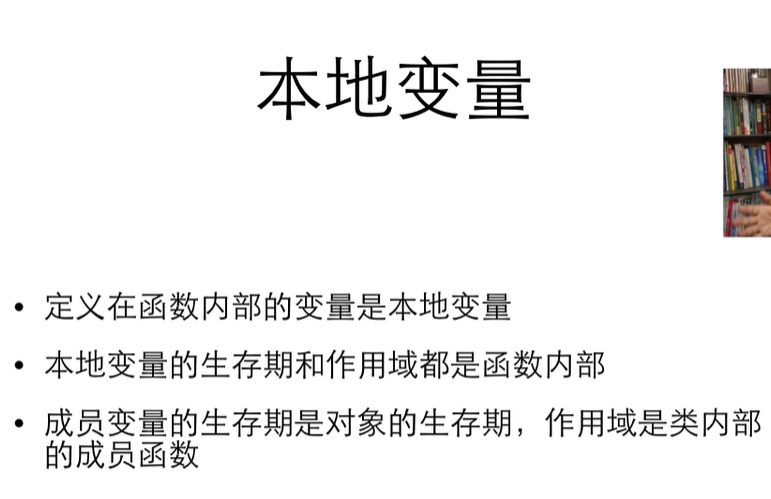 本地变量
• 定义在函数内部的变量是本地变量
• 本地变量的生存期和作用域都是函数内部
• 成员变量的生存期是对象的生存期，作用域是类内部
的成员函数